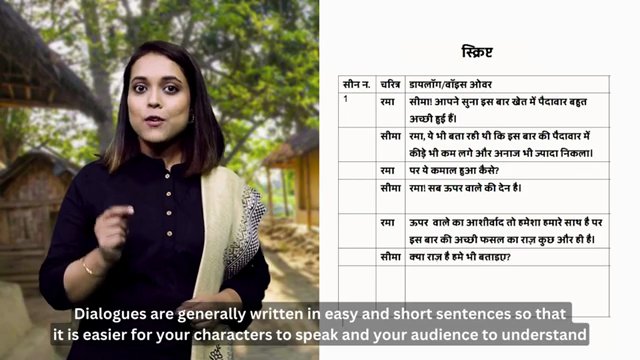 स्क्रिप्ट
सीन न. चरित्र डायलॉग/वॉइस ओवर
1 रमा सीमा! आपने सुना इस बार खेत में पैदावार बहुत
अच्छी हुई हैं।
सीमा रमा, ये भी बता रही थी कि इस बार की पैदावार में
कीड़े भी कम लगे और अनाज भी ज्यादा निकला।
रमा पर ये कमाल हुआ कैसे?
सीमा रमा! सब ऊपर वाले की देन है।
रमा ऊपर वाले का आशीर्वाद तो हमेशा हमारे साथ है पर
इस बार की अच्छी फसल का राज़ कुछ और ही है।
सीमा क्या राज़ है हमे भी बताइए?
Dialogues are generally written in easy and short sentences so that
it is easier for your characters to speak and your audience to understand